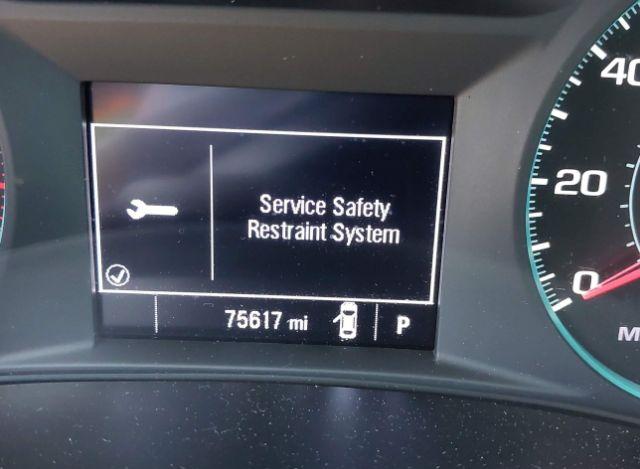 Service Safety
Restraint System
75617 mi
P
40
20
0
M